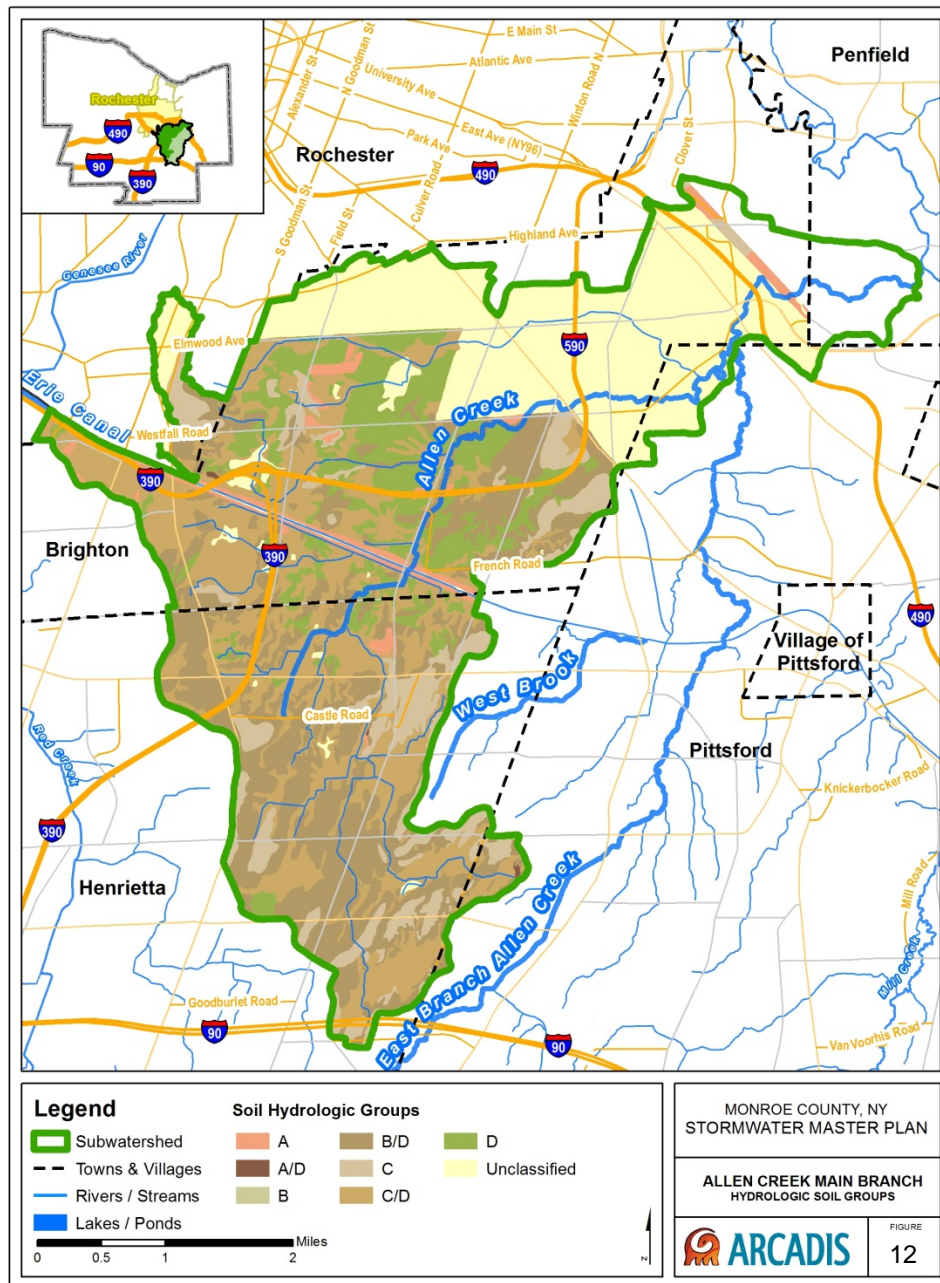 Rochester
490
90
390
E Main St
Atlantic Ave
University Ave
East Ave (NY96)
Park Ave
Alexander St
N Goodman St
S Goodman St
Field St
Culver Road
Winton Road N
Clover St
Penfield
Rochester
490
Highland Ave
Genesee River
Elmwood Ave
590
Erie Canal
Westfall Road
Allen Creek
390
390
Brighton
French Road
490
Village of
Pittsford
West Brook
Castle Road
Pittsford
Red Creek
Knickerbocker Road
390
Henrietta
Mill Road
East Branch Allen Creek
Mill Creek
Goodburlet Road
90
90
Van Voorhis Road
Legend
Subwatershed
Towns & Villages
Rivers / Streams
Lakes / Ponds
Soil Hydrologic Groups
A
A/D
B
B/D
C
C/D
D
Unclassified
Miles
0 0.5 1 2
N
MONROE COUNTY, NY
STORMWATER MASTER PLAN
ALLEN CREEK MAIN BRANCH
HYDROLOGIC SOIL GROUPS
ARCADIS
FIGURE
12